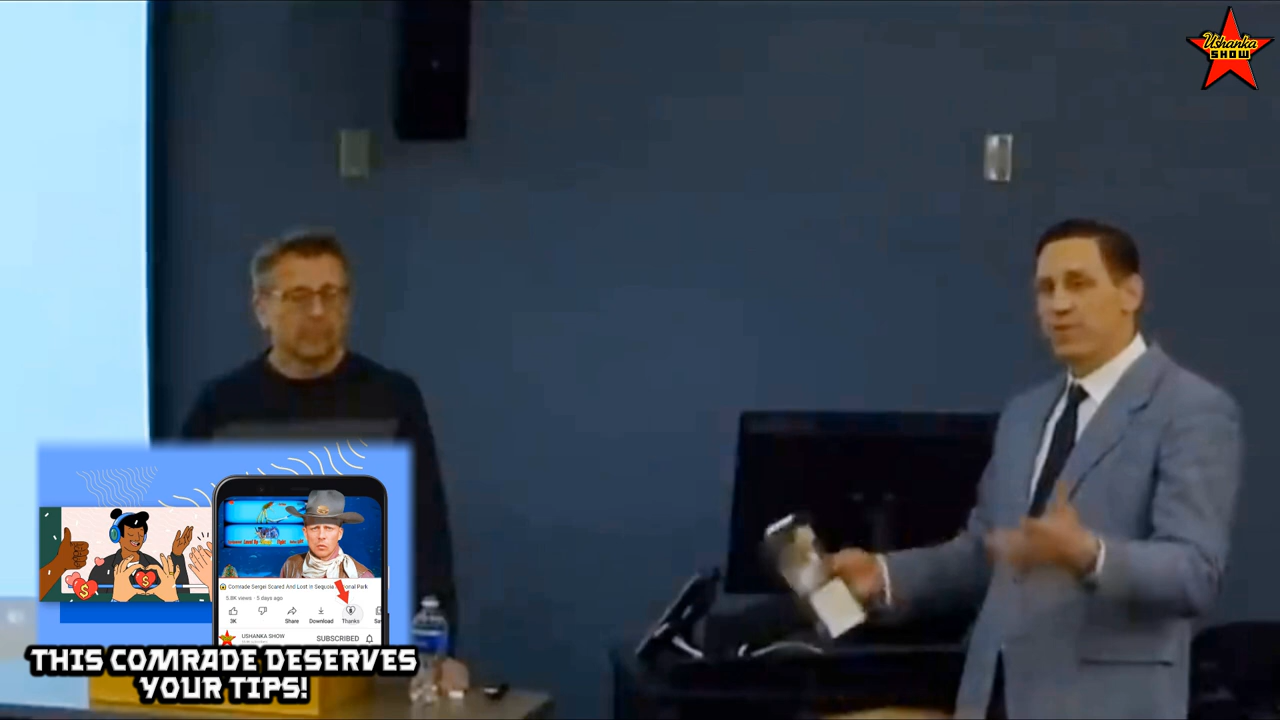 Ushanka
SHOW
Comrade Sergei Scared And Lost In Sequoia
5.8K views · 5 days ago
3K
Share
Download
Thanks
USHANKA SHOW
SUBSCRIBED
THIS COMRADE DESERVES
YOUR TIPS!